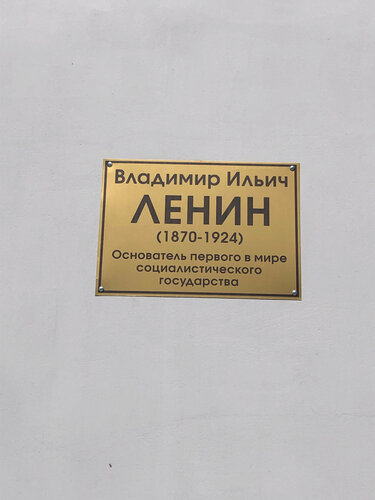 Владимир Ильич
ЛЕНИН
(1870-1924)
Основатель первого в мире
социалистического
государства